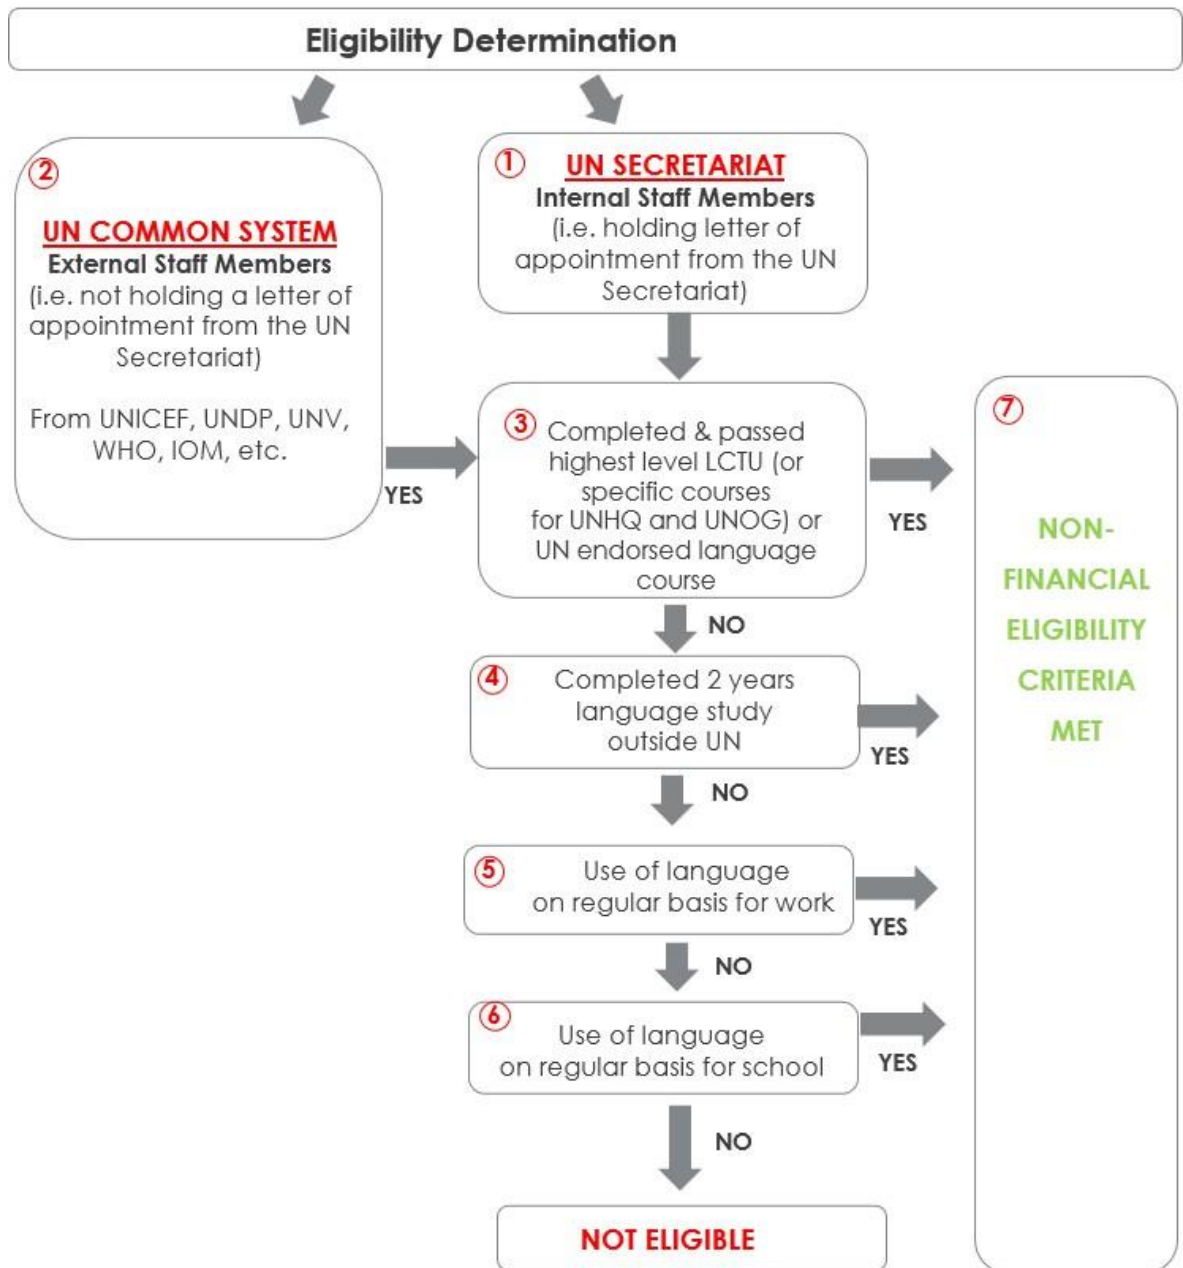 Eligibility Determination
②
UN COMMON SYSTEM
External Staff Members
(i.e. not holding a letter of
appointment from the UN
Secretariat)
From UNICEF, UNDP, UNV,
WHO, IOM, etc.
YES
①
UN SECRETARIAT
Internal Staff Members
(i.e. holding letter of
appointment from the UN
Secretariat)
③
Completed & passed
highest level LCTU (or
specific courses
for UNHQ and UNOG) or
UN endorsed language
course
YES
NO
④
Completed 2 years
language study
outside UN
YES
NO
⑤
Use of language
on regular basis for work
YES
NO
⑥
Use of language
on regular basis for school
YES
NO
NOT ELIGIBLE
⑦
NON-
FINANCIAL
ELIGIBILITY
CRITERIA
MET